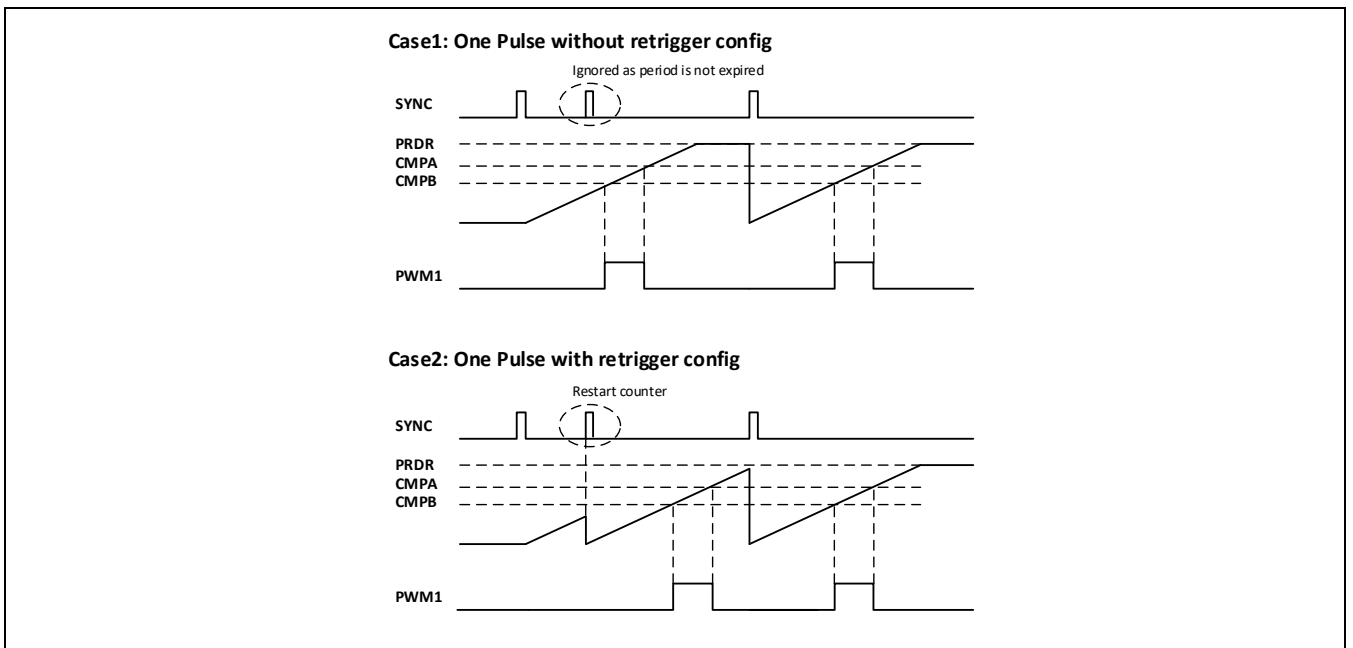 Case1: One Pulse without retrigger config
Ignored as period is not expired
SYNC
PRDR
CMPA
CMPB
PWM1
Case2: One Pulse with retrigger config
Restart counter
SYNC
PRDR
CMPA
CMPB
PWM1